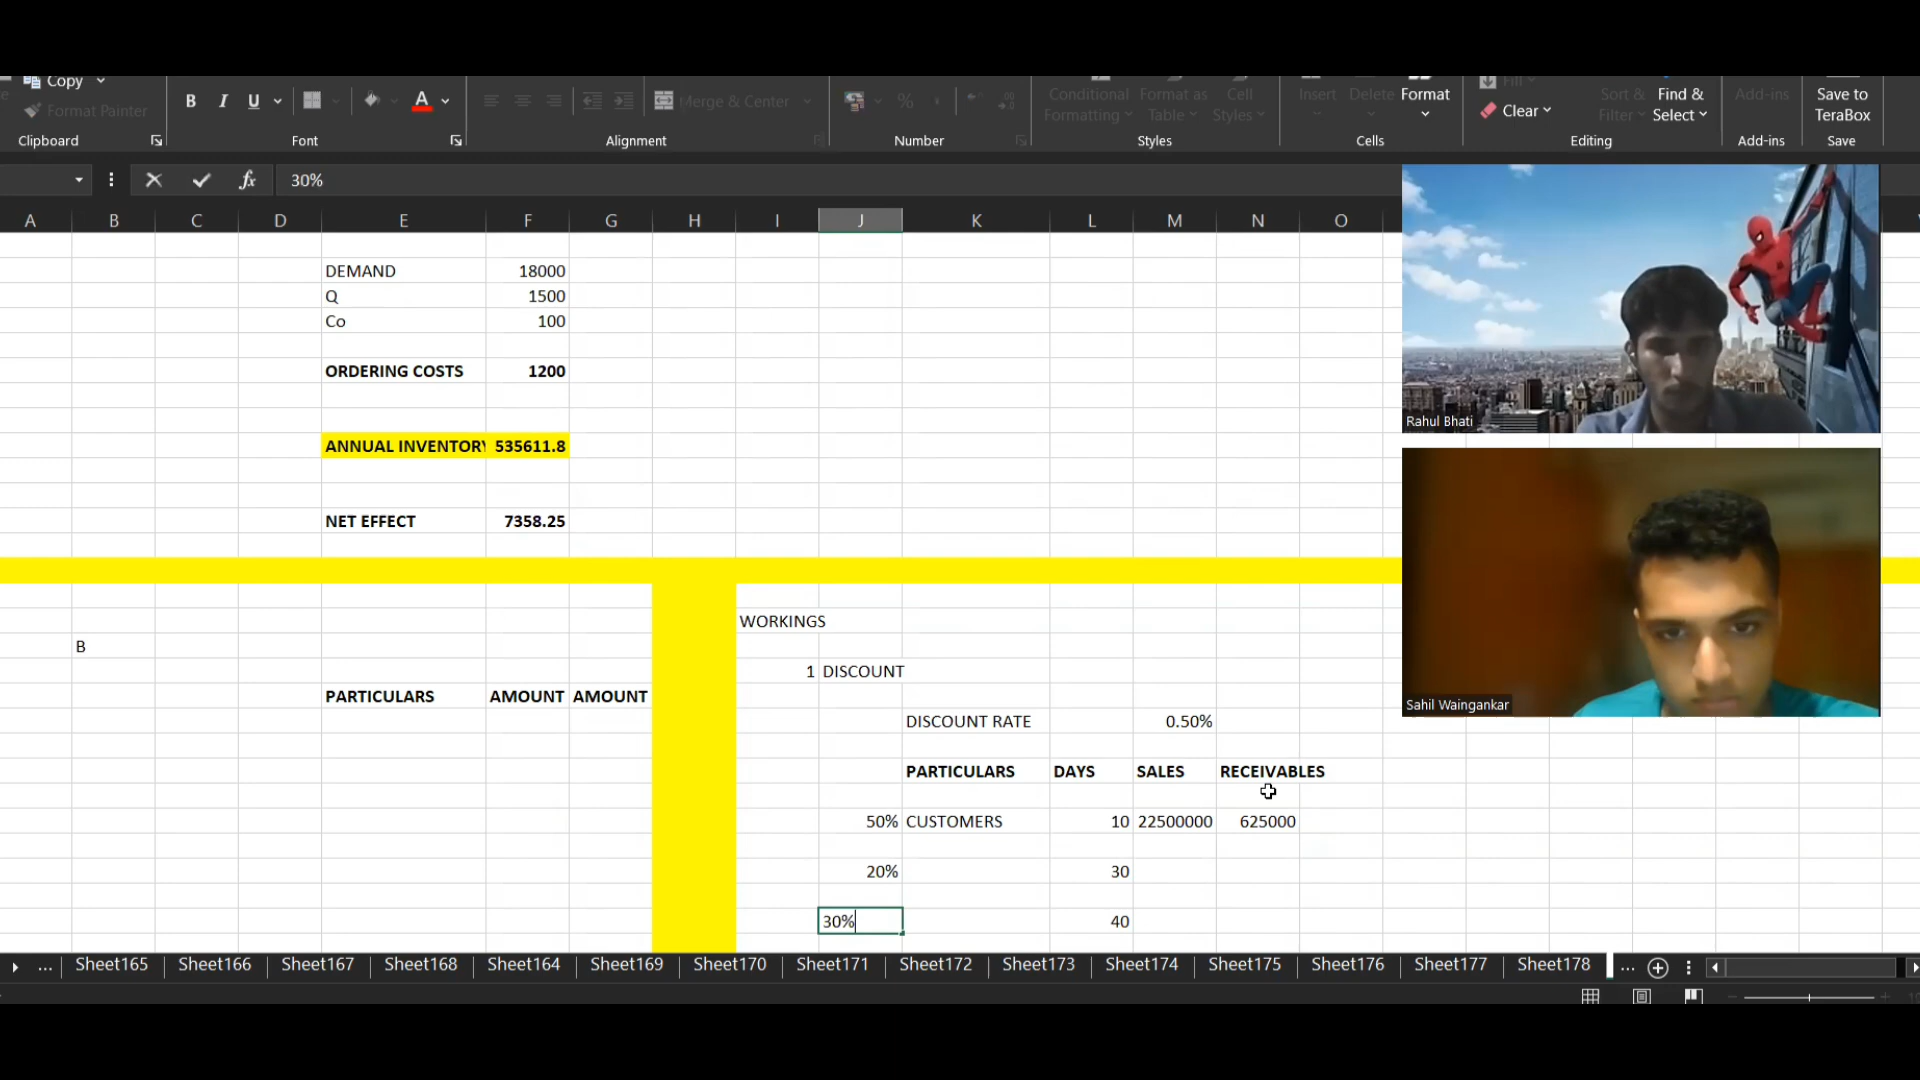 Copy
Format Painter
B I U A
Merge & Center
%
Conditional Formatting
Format as Table
Cell Styles
Insert
Delete
Format
Fill
Clear
Sort & Filter
Find & Select
Add-ins
Save to TeraBox
Clipboard
Font
Alignment
Number
Styles
Cells
Editing
Add-ins
Save
fx 30%
A B C D E F G H I J K L M N O
DEMAND 18000
Q 1500
Co 100
ORDERING COSTS 1200
ANNUAL INVENTORY 535611.8
NET EFFECT 7358.25
Rahul Bhati
WORKINGS
B
1 DISCOUNT
PARTICULARS AMOUNT AMOUNT
Sahil Waingankar
DISCOUNT RATE 0.50%
PARTICULARS DAYS SALES RECEIVABLES
50% CUSTOMERS 10 22500000 625000
20% 30
30% 40
... Sheet165 Sheet166 Sheet167 Sheet168 Sheet164 Sheet169 Sheet170 Sheet171 Sheet172 Sheet173 Sheet174 Sheet175 Sheet176 Sheet177 Sheet178 ...